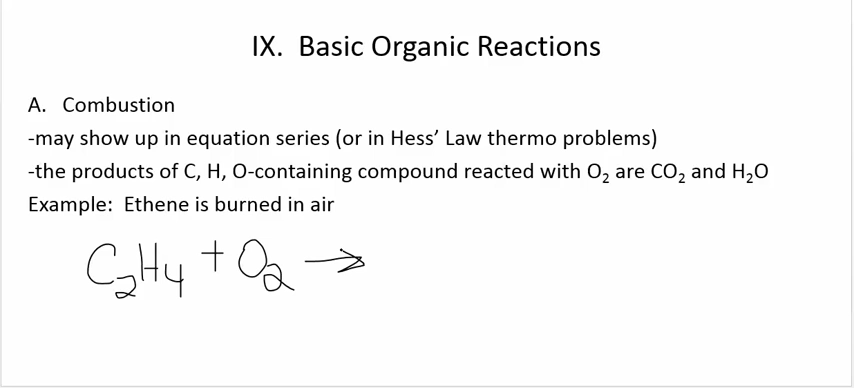 IX. Basic Organic Reactions
A. Combustion
-may show up in equation series (or in Hess’ Law thermo problems)
-the products of C, H, O-containing compound reacted with O₂ are CO₂ and H₂O
Example: Ethene is burned in air
C₂H₄ + O₂ →